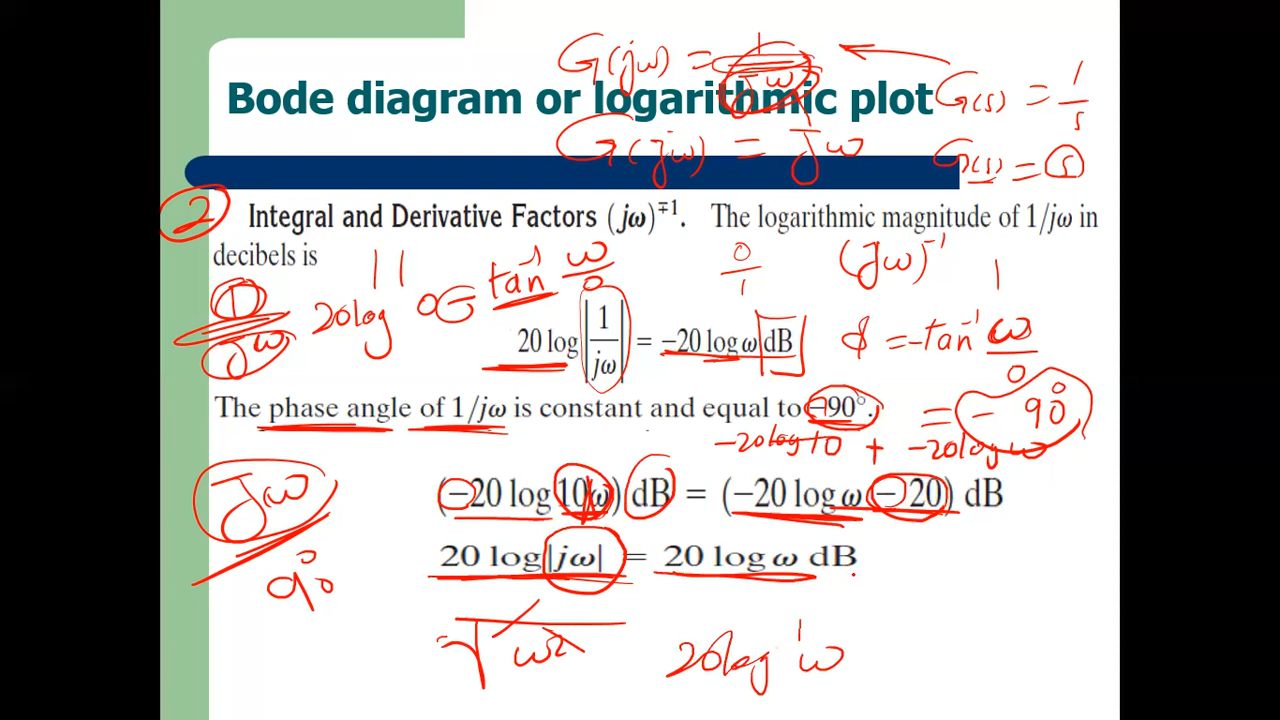 G(jω) = 1/jω
G(s) = 1/s
Bode diagram or logarithmic plot
G(jω) = jω
G(s) = s
2 Integral and Derivative Factors (jω)^∓1. The logarithmic magnitude of 1/jω in
decibels is
tan^-1 ω/0
0/1
(jω)^-1
1/jω
20log
20 log |1/jω| = −20 log ω dB
ϕ = -tan^-1 ω/0
The phase angle of 1/jω is constant and equal to −90°.
= - 90°
-20log10 + -20logω
jω
(−20 log 10ω) dB = (−20 log ω − 20) dB
20 log|jω| = 20 log ω dB
90°
= √ω2
20log ω